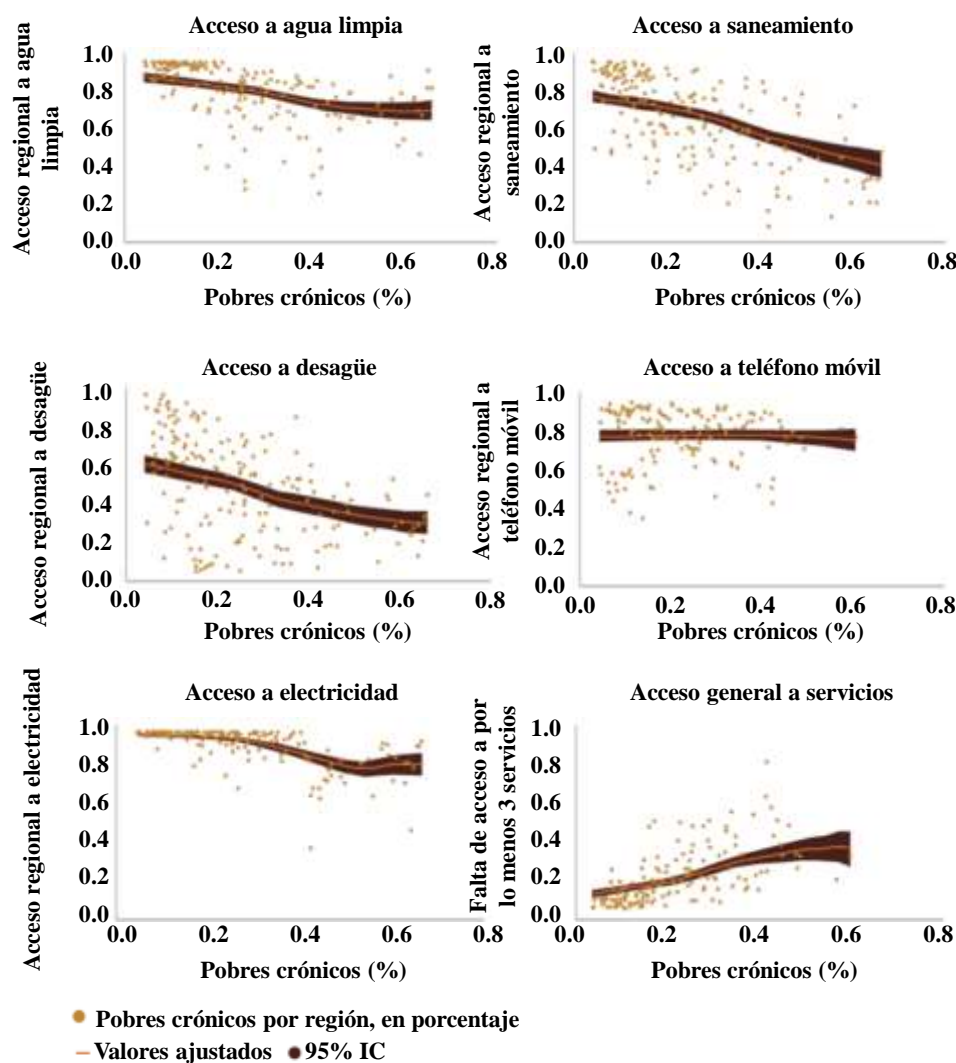 Acceso a agua limpia
Acceso regional a agua
limpia
1.0
0.8
0.6
0.4
0.2
0.0
0.0 0.2 0.4 0.6 0.8
Pobres crónicos (%)
Acceso a saneamiento
Acceso regional a
saneamiento
1.0
0.8
0.6
0.4
0.2
0.0
0.0 0.2 0.4 0.6 0.8
Pobres crónicos (%)
Acceso a desagüe
Acceso regional a desagüe
1.0
0.8
0.6
0.4
0.2
0.0
0.0 0.2 0.4 0.6 0.8
Pobres crónicos (%)
Acceso a teléfono móvil
Acceso regional a
teléfono móvil
1.0
0.8
0.6
0.4
0.2
0.0
0.0 0.2 0.4 0.6 0.8
Pobres crónicos (%)
Acceso a electricidad
Acceso regional a electricidad
1.0
0.8
0.6
0.4
0.2
0.0
0.0 0.2 0.4 0.6 0.8
Pobres crónicos (%)
Acceso general a servicios
Falta de acceso a por
lo menos 3 servicios
1.0
0.8
0.6
0.4
0.2
0.0
0.0 0.2 0.4 0.6 0.8
Pobres crónicos (%)
Pobres crónicos por región, en porcentaje
Valores ajustados 95% IC